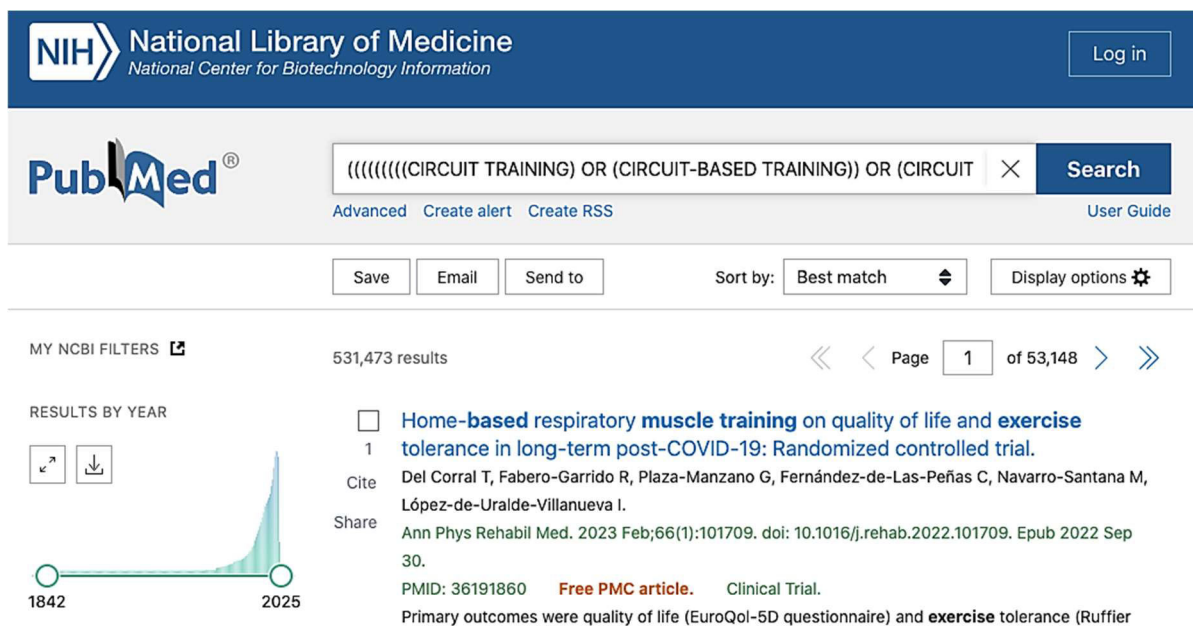 NIH National Library of Medicine
National Center for Biotechnology Information
Log in
PubMed®
(((((((((CIRCUIT TRAINING) OR (CIRCUIT-BASED TRAINING)) OR (CIRCUIT
Search
Advanced Create alert Create RSS
User Guide
Save Email Send to
Sort by: Best match
Display options
MY NCBI FILTERS
531,473 results
Page 1 of 53,148
RESULTS BY YEAR
1842 2025
1
Cite
Share
Home-based respiratory muscle training on quality of life and exercise
tolerance in long-term post-COVID-19: Randomized controlled trial.
Del Corral T, Fabero-Garrido R, Plaza-Manzano G, Fernández-de-Las-Peñas C, Navarro-Santana M,
López-de-Uralde-Villanueva I.
Ann Phys Rehabil Med. 2023 Feb;66(1):101709. doi: 10.1016/j.rehab.2022.101709. Epub 2022 Sep
30.
PMID: 36191860 Free PMC article. Clinical Trial.
Primary outcomes were quality of life (EuroQol-5D questionnaire) and exercise tolerance (Ruffier